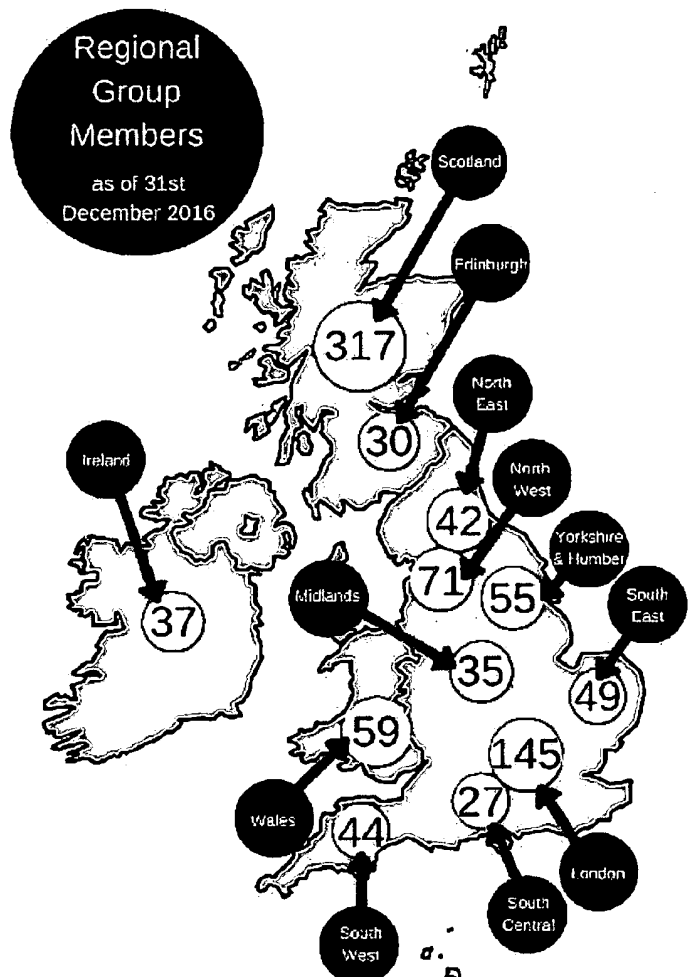 Regional
Group
Members
as of 31st
December 2016
Scotland
Edinburgh
317
North
East
30
Ireland
North
West
42
Yorkshire
& Humber
71
55
Midlands
South
East
37
35
49
59
145
27
Wales
44
London
South
Central
South
West